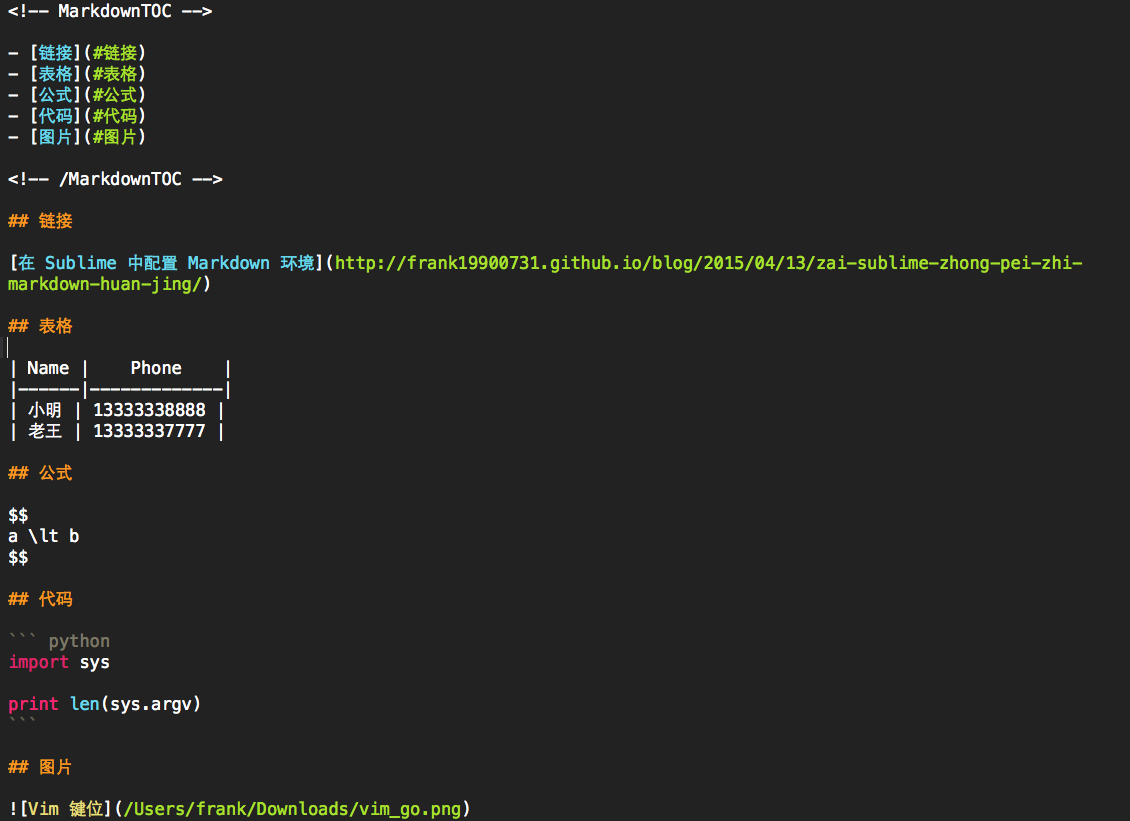 <!-- MarkdownTOC -->
- [链接](#链接)
- [表格](#表格)
- [公式](#公式)
- [代码](#代码)
- [图片](#图片)
<!-- /MarkdownTOC -->
## 链接
[在 Sublime 中配置 Markdown 环境](http://frank19900731.github.io/blog/2015/04/13/zai-sublime-zhong-pei-zhi-
markdown-huan-jing/)
## 表格
| Name |    Phone    |
|------|-------------|
| 小明 | 13333338888 |
| 老王 | 13333337777 |
## 公式
$$
a \lt b
$$
## 代码
``` python
import sys
print len(sys.argv)
```
## 图片
![Vim 键位](/Users/frank/Downloads/vim_go.png)